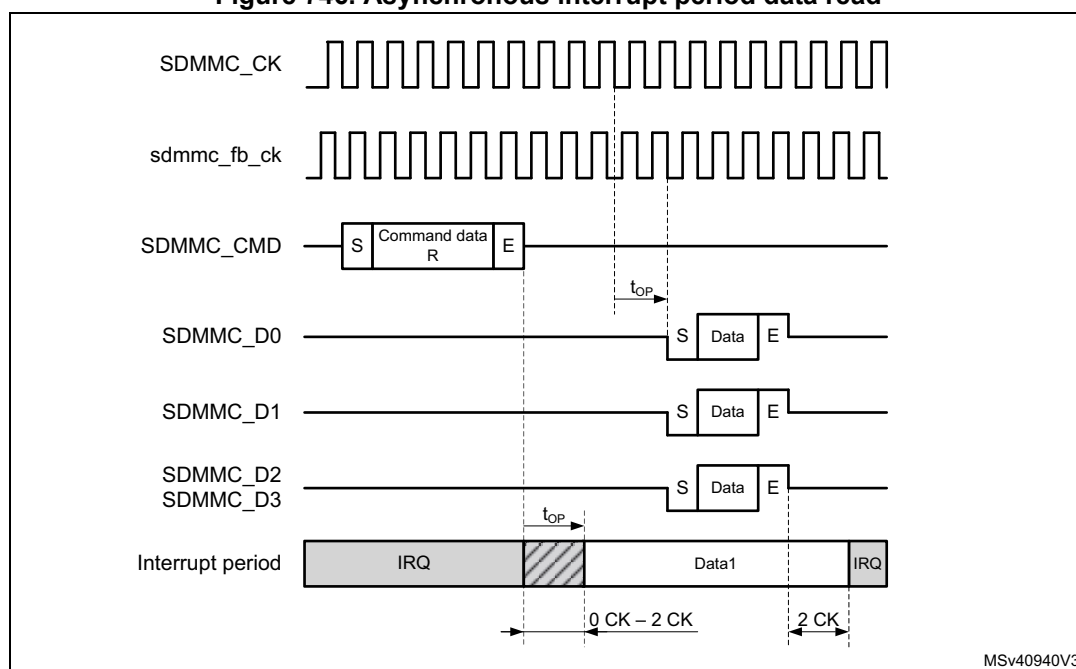 Figure Asynchronous interrupt period data read
SDMMC_CK
sdmmc_fb_ck
SDMMC_CMD
S
Command data
R
E
tOP
SDMMC_D0
S Data E
SDMMC_D1
S Data E
SDMMC_D2
SDMMC_D3
S Data E
tOP
Interrupt period
IRQ
Data1
IRQ
0 CK – 2 CK
2 CK
MSv40940V3